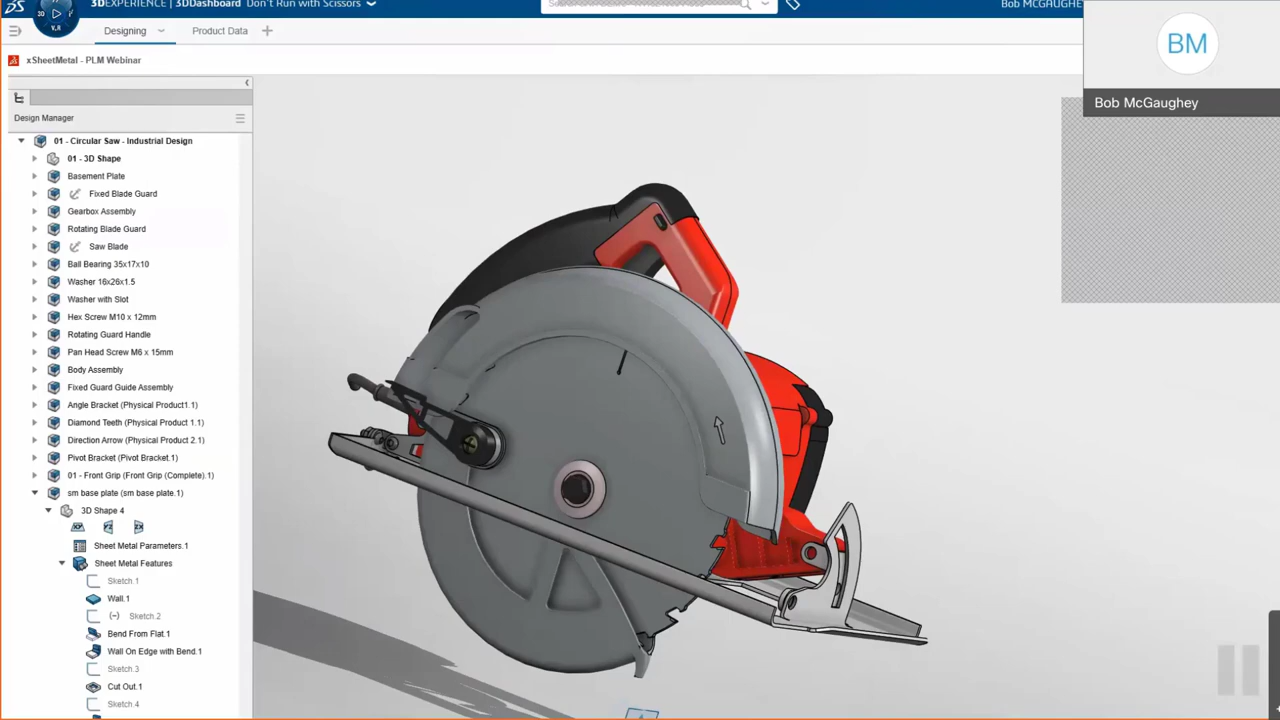 3DEXPERIENCE | 3DDashboard Don't Run with Scissors
Bob MCGAUGHEY
3D
V.R
Designing
Product Data
BM
Bob McGaughey
xSheetMetal - PLM Webinar
Design Manager
01 - Circular Saw - Industrial Design
01 - 3D Shape
Basement Plate
Fixed Blade Guard
Gearbox Assembly
Rotating Blade Guard
Saw Blade
Ball Bearing 35x17x10
Washer 16x26x1.5
Washer with Slot
Hex Screw M10 x 12mm
Rotating Guard Handle
Pan Head Screw M6 x 15mm
Body Assembly
Fixed Guard Guide Assembly
Angle Bracket (Physical Product1.1)
Diamond Teeth (Physical Product 1.1)
Direction Arrow (Physical Product 2.1)
Pivot Bracket (Pivot Bracket.1)
01 - Front Grip (Front Grip (Complete).1)
sm base plate (sm base plate.1)
3D Shape 4
Sheet Metal Parameters.1
Sheet Metal Features
Sketch.1
Wall.1
(-) Sketch.2
Bend From Flat.1
Wall On Edge with Bend.1
Sketch.3
Cut Out.1
Sketch.4